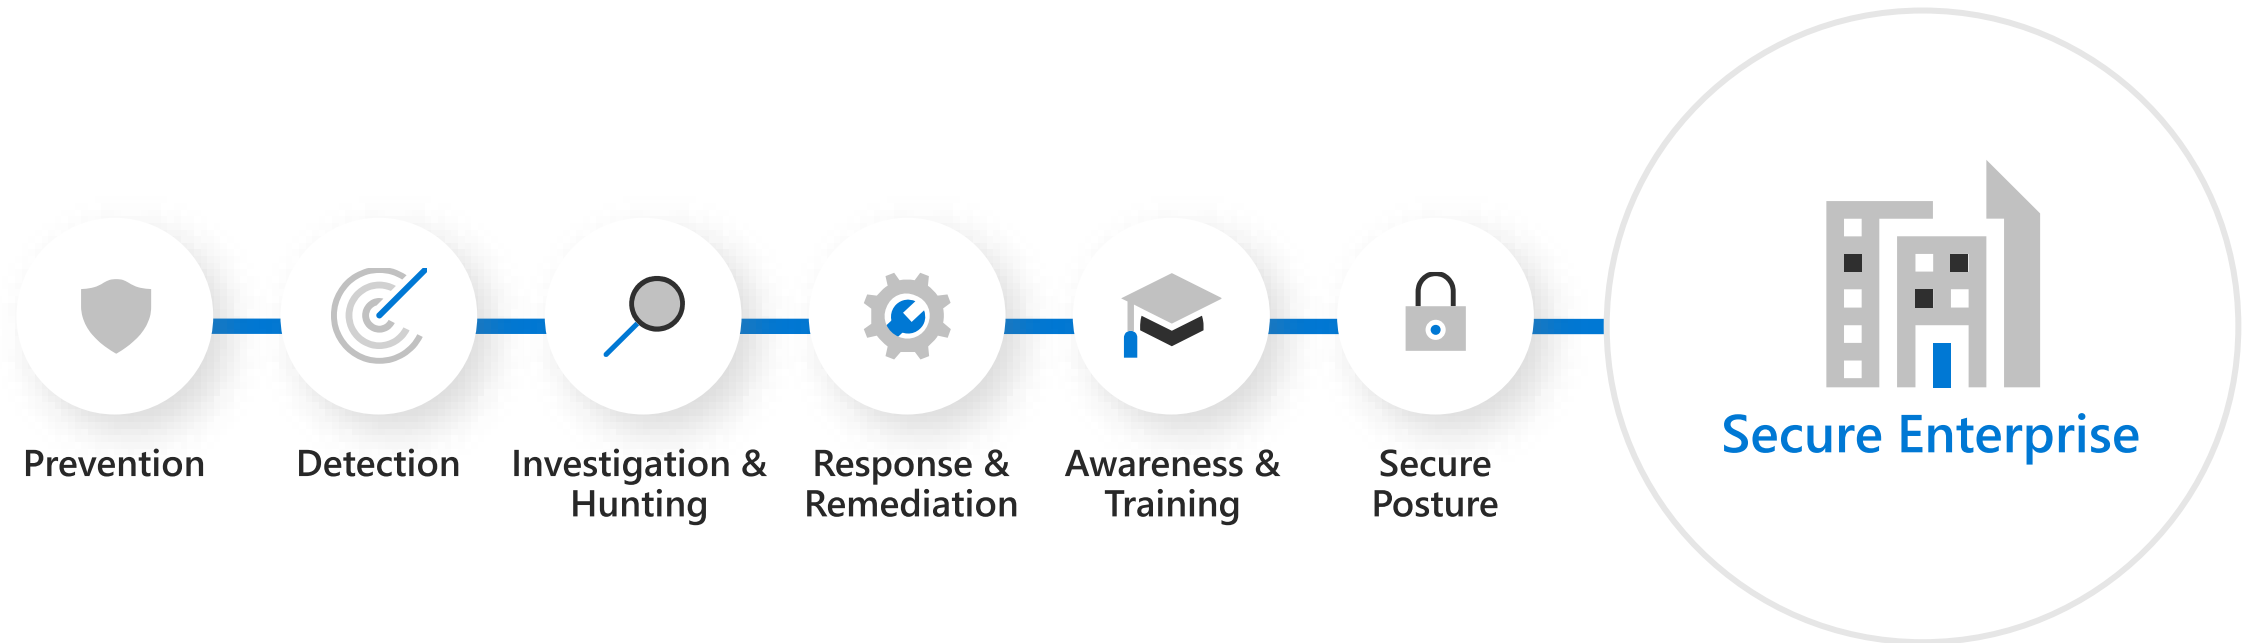 Prevention
Detection
Investigation &
Hunting
Response &
Remediation
Awareness &
Training
Secure
Posture
Secure Enterprise